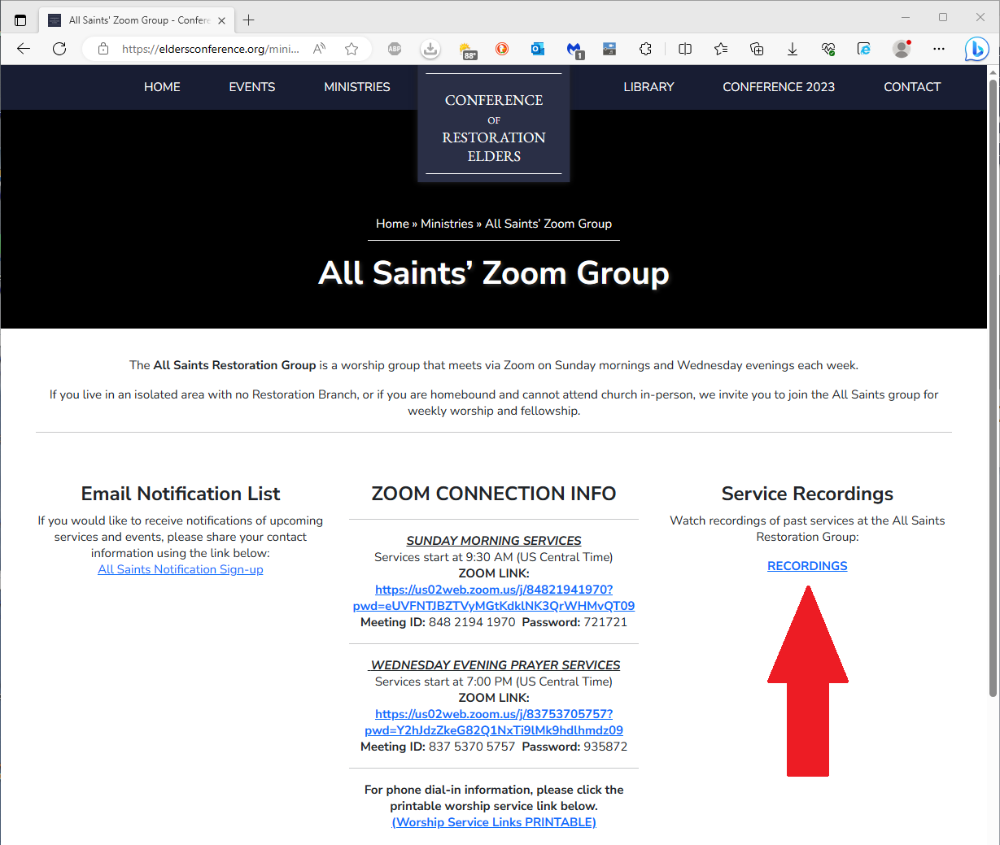 All Saints' Zoom Group - Confere
https://eldersconference.org/mini...
ABP
88°
1
HOME EVENTS MINISTRIES LIBRARY CONFERENCE 2023 CONTACT
CONFERENCE
OF
RESTORATION
ELDERS
Home » Ministries » All Saints’ Zoom Group
All Saints’ Zoom Group
The All Saints Restoration Group is a worship group that meets via Zoom on Sunday mornings and Wednesday evenings each week.
If you live in an isolated area with no Restoration Branch, or if you are homebound and cannot attend church in-person, we invite you to join the All Saints group for
weekly worship and fellowship.
Email Notification List
If you would like to receive notifications of upcoming
services and events, please share your contact
information using the link below:
All Saints Notification Sign-up
ZOOM CONNECTION INFO
SUNDAY MORNING SERVICES
Services start at 9:30 AM (US Central Time)
ZOOM LINK:
https://us02web.zoom.us/j/84821941970?
pwd=eUVFNTJBZTVyMGtKdklNK3QrWHMvQT09
Meeting ID: 848 2194 1970 Password: 721721
WEDNESDAY EVENING PRAYER SERVICES
Services start at 7:00 PM (US Central Time)
ZOOM LINK:
https://us02web.zoom.us/j/83753705757?
pwd=Y2hJdzZkeG82Q1NxTi9lMk9hdlhmdz09
Meeting ID: 837 5370 5757 Password: 935872
For phone dial-in information, please click the
printable worship service link below.
(Worship Service Links PRINTABLE)
Service Recordings
Watch recordings of past services at the All Saints
Restoration Group:
RECORDINGS